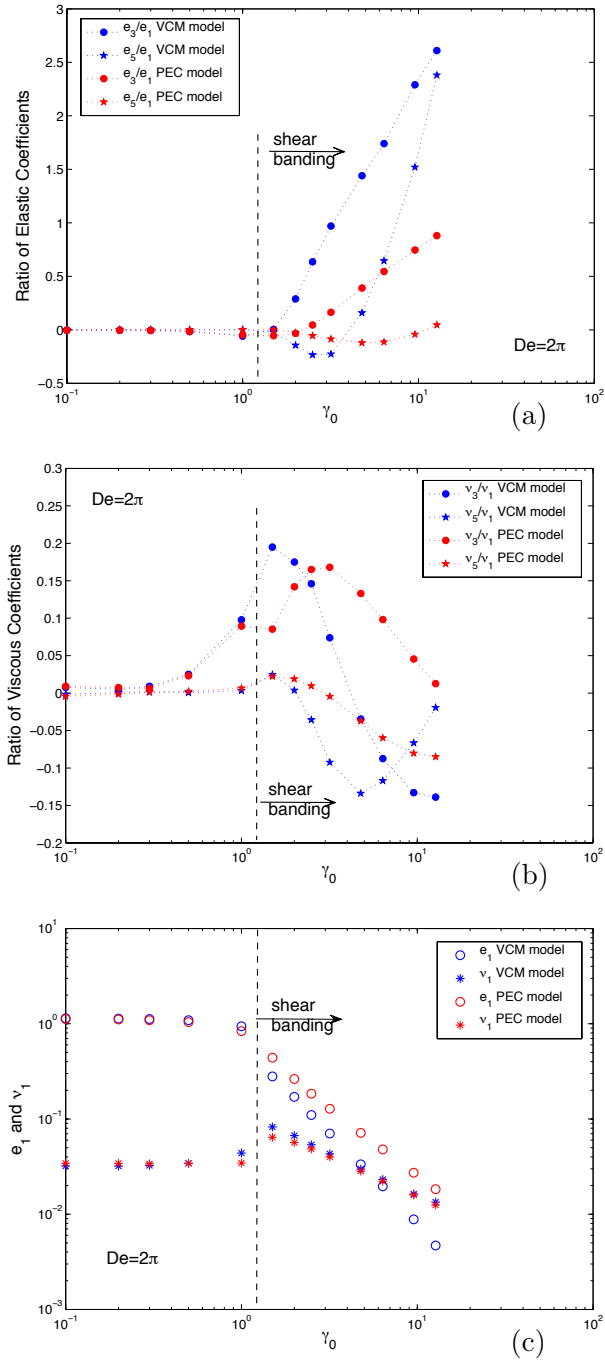 e3/e1 VCM model
e5/e1 VCM model
e3/e1 PEC model
e5/e1 PEC model
3
2.5
2
1.5
1
0.5
0
−0.5
Ratio of Elastic Coefficients
shear
banding
De=2π
10^−1
10^0
10^1
10^2
γ0
(a)
0.3
0.25
0.2
0.15
0.1
0.05
0
−0.05
−0.1
−0.15
−0.2
Ratio of Viscous Coefficients
De=2π
ν3/ν1 VCM model
ν5/ν1 VCM model
ν3/ν1 PEC model
ν5/ν1 PEC model
shear
banding
10^−1
10^0
10^1
10^2
γ0
(b)
10^1
10^0
10^−1
10^−2
10^−3
e1 and ν1
e1 VCM model
ν1 VCM model
e1 PEC model
ν1 PEC model
shear
banding
De=2π
10^−1
10^0
10^1
10^2
γ0
(c)